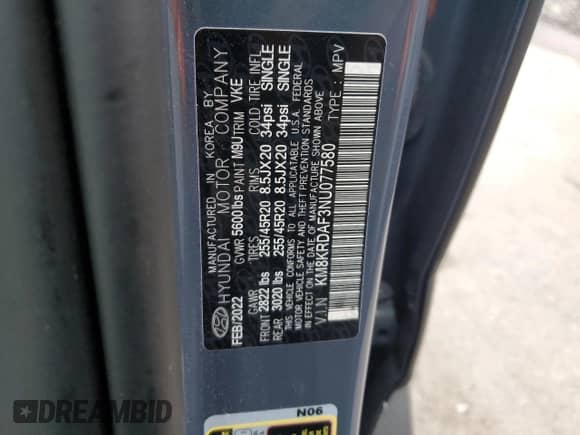 MANUFACTURED IN KOREA BY
HYUNDAI MOTOR COMPANY
FEB/2022 GVWR 5600lbs PAINT M9U TRIM VKE
GAWR TIRES RIMS COLD TIRE INFL
FRONT 2822 lbs 255/45R20 8.5JX20 34psi SINGLE
REAR 3020 lbs 255/45R20 8.5JX20 34psi SINGLE
THIS VEHICLE CONFORMS TO ALL APPLICABLE U.S.A. FEDERAL
MOTOR VEHICLE SAFETY AND THEFT PREVENTION STANDARDS
IN EFFECT ON THE DATE OF MANUFACTURE SHOWN ABOVE
VIN : KM8KRDAF3NU077580 TYPE : MPV
N06
DREAMBID